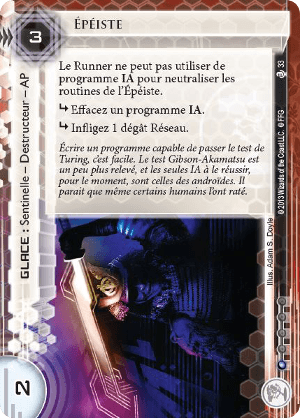 ÉPÉISTE
3
Le Runner ne peut pas utiliser de
programme IA pour neutraliser les
routines de l'Épéiste.
↳ Effacez un programme IA.
↳ Infligez 1 dégât Réseau.
Écrire un programme capable de passer le test de
Turing, c'est facile. Le test Gibson-Akamatsu est
un peu plus relevé, et les seules IA à le réussir,
pour le moment, sont celles des androïdes. Il
paraît que même certains humains l'ont raté.
GLACE : Sentinelle – Destructeur – AP
33
©2013 Wizards of the Coast LLC. © FFG
Illus. Adam S. Doyle
2